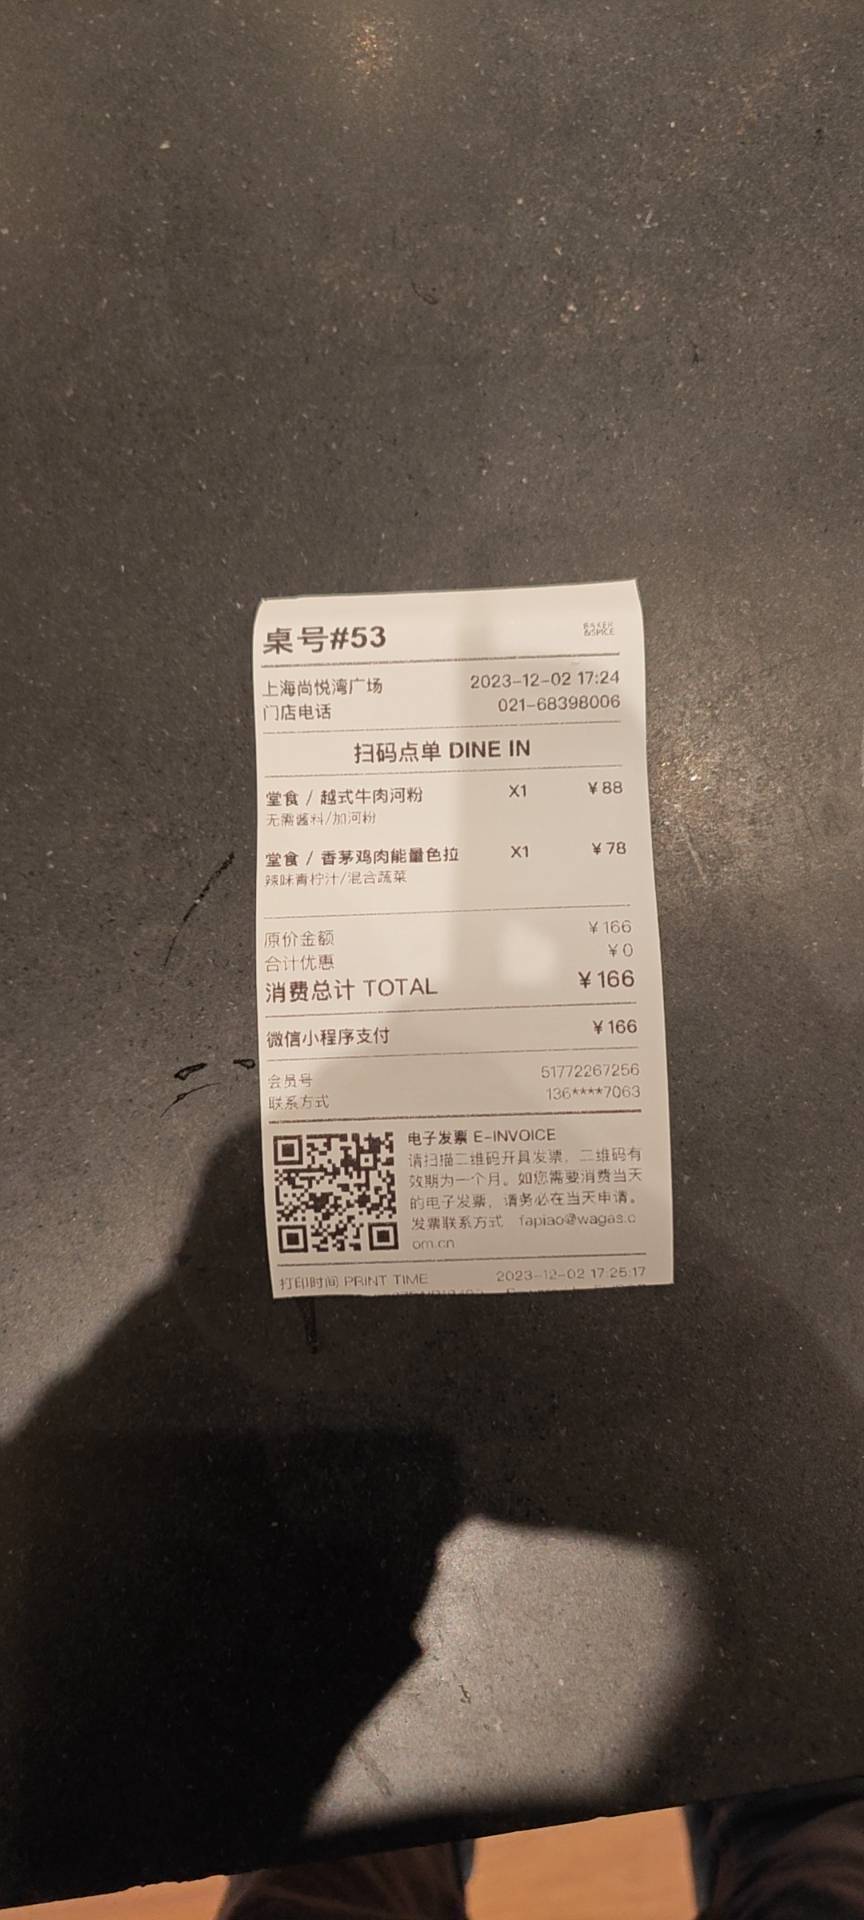 桌号#53
BAKER
&SPICE
上海尚悦湾广场 2023-12-02 17:24
门店电话 021-68398006
扫码点单 DINE IN
堂食 / 越式牛肉河粉 X1 ¥88
无需酱料/加河粉
堂食 / 香茅鸡肉能量色拉 X1 ¥78
辣味青柠汁/混合蔬菜
原价金额 ¥166
合计优惠 ¥0
消费总计 TOTAL ¥166
微信小程序支付 ¥166
会员号 51772267256
联系方式 136****7063
电子发票 E-INVOICE
请扫描二维码开具发票，二维码有
效期为一个月。如您需要消费当天
的电子发票，请务必在当天申请。
发票联系方式 fapiao@wagas.c
om.cn
打印时间 PRINT TIME 2023-12-02 17:25:17